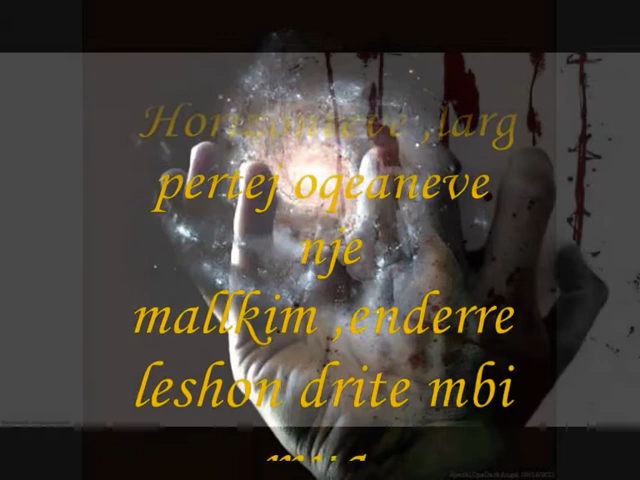 Horizonteve ,larg
pertej oqeaneve
nje
mallkim ,enderre
leshon drite mbi